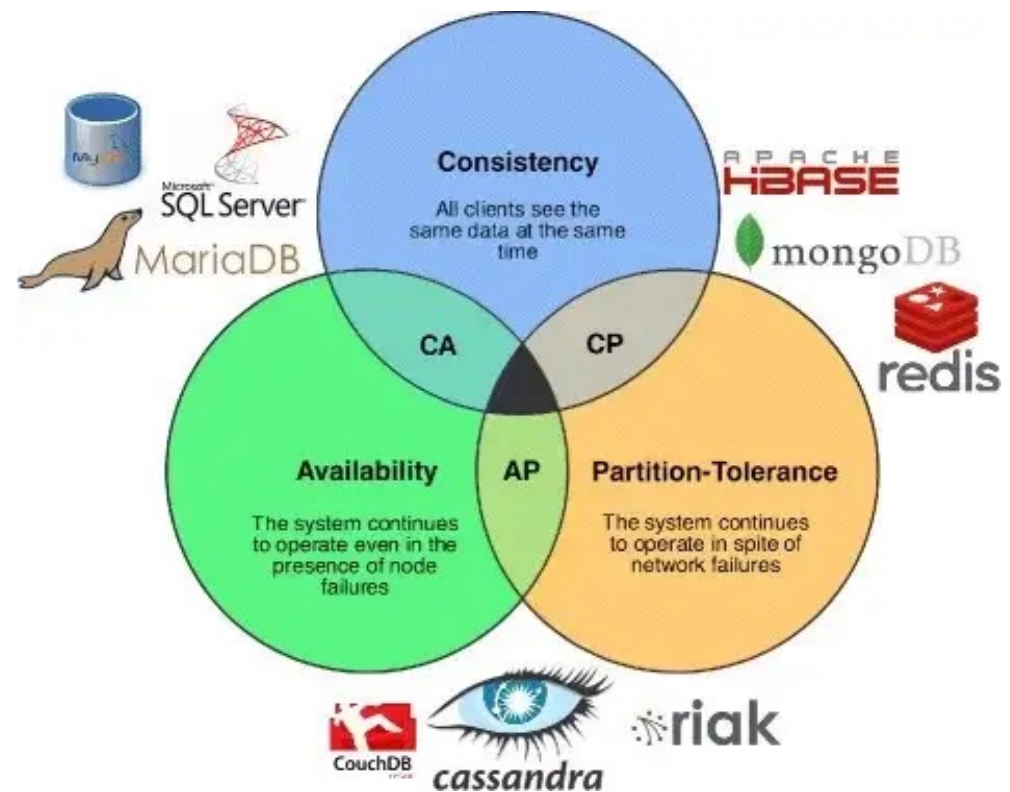 Consistency
All clients see the
same data at the same
time
My
Microsoft
SQL Server
MariaDB
APACHE
HBASE
mongoDB
redis
CA
CP
AP
Availability
The system continues
to operate even in the
presence of node
failures
Partition-Tolerance
The system continues
to operate in spite of
network failures
CouchDB
cassandra
riak